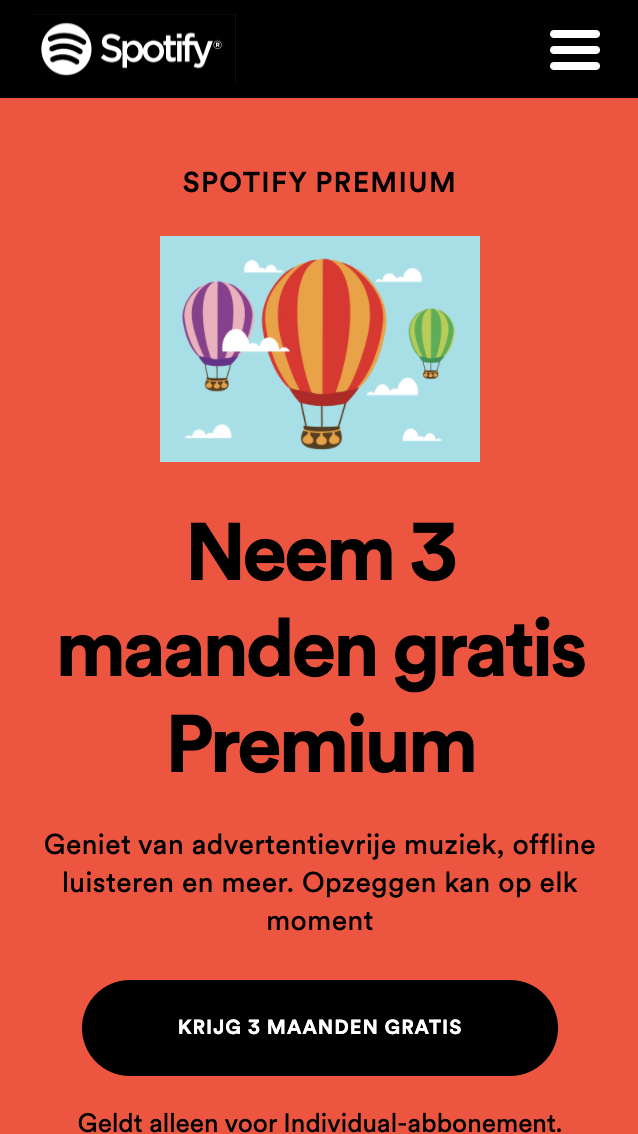 Spotify®
SPOTIFY PREMIUM
Neem 3
maanden gratis
Premium
Geniet van advertentievrije muziek, offline
luisteren en meer. Opzeggen kan op elk
moment
KRIJG 3 MAANDEN GRATIS
Geldt alleen voor Individual-abbonement.